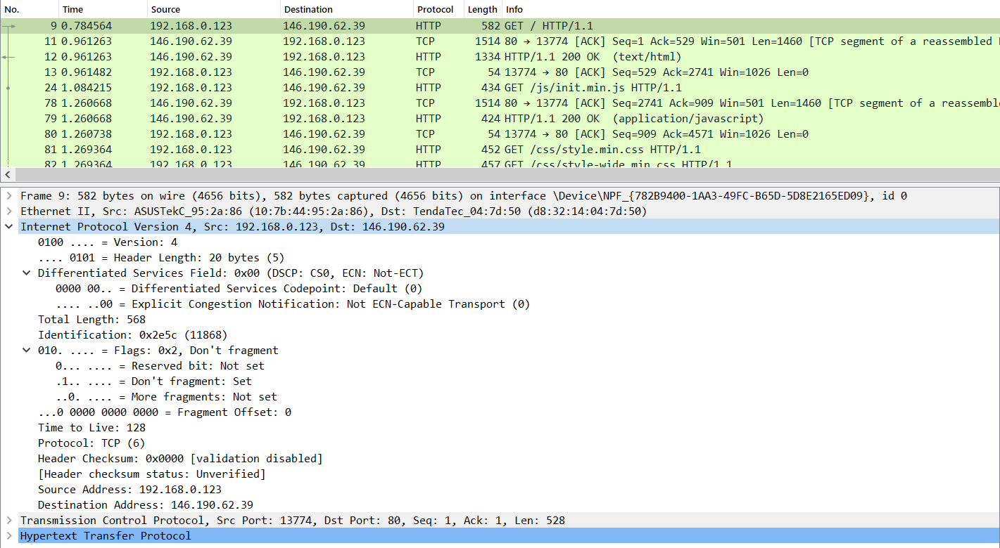 No. Time Source Destination Protocol Length Info
9 0.784564 192.168.0.123 146.190.62.39 HTTP 582 GET / HTTP/1.1
11 0.961263 146.190.62.39 192.168.0.123 TCP 1514 80 → 13774 [ACK] Seq=1 Ack=529 Win=501 Len=1460 [TCP segment of a reassembled
12 0.961263 146.190.62.39 192.168.0.123 HTTP 1334 HTTP/1.1 200 OK (text/html)
13 0.961482 192.168.0.123 146.190.62.39 TCP 54 13774 → 80 [ACK] Seq=529 Ack=2741 Win=1026 Len=0
24 1.084215 192.168.0.123 146.190.62.39 HTTP 434 GET /js/init.min.js HTTP/1.1
78 1.260668 146.190.62.39 192.168.0.123 TCP 1514 80 → 13774 [ACK] Seq=2741 Ack=909 Win=501 Len=1460 [TCP segment of a reassemble
79 1.260668 146.190.62.39 192.168.0.123 HTTP 424 HTTP/1.1 200 OK (application/javascript)
80 1.260738 192.168.0.123 146.190.62.39 TCP 54 13774 → 80 [ACK] Seq=909 Ack=4571 Win=1026 Len=0
81 1.269364 192.168.0.123 146.190.62.39 HTTP 452 GET /css/style.min.css HTTP/1.1
82 1.269364 192.168.0.123 146.190.62.39 HTTP 457 GET /css/style-wide.min.css HTTP/1.1
Frame 9: 582 bytes on wire (4656 bits), 582 bytes captured (4656 bits) on interface \Device\NPF_{782B9400-1AA3-49FC-B65D-5D8E2165ED09}, id 0
Ethernet II, Src: ASUSTekC_95:2a:86 (10:7b:44:95:2a:86), Dst: TendaTec_04:7d:50 (d8:32:14:04:7d:50)
Internet Protocol Version 4, Src: 192.168.0.123, Dst: 146.190.62.39
0100 .... = Version: 4
.... 0101 = Header Length: 20 bytes (5)
Differentiated Services Field: 0x00 (DSCP: CS0, ECN: Not-ECT)
0000 00.. = Differentiated Services Codepoint: Default (0)
.... ..00 = Explicit Congestion Notification: Not ECN-Capable Transport (0)
Total Length: 568
Identification: 0x2e5c (11868)
010. .... = Flags: 0x2, Don't fragment
0... .... = Reserved bit: Not set
.1.. .... = Don't fragment: Set
..0. .... = More fragments: Not set
...0 0000 0000 0000 = Fragment Offset: 0
Time to Live: 128
Protocol: TCP (6)
Header Checksum: 0x0000 [validation disabled]
[Header checksum status: Unverified]
Source Address: 192.168.0.123
Destination Address: 146.190.62.39
Transmission Control Protocol, Src Port: 13774, Dst Port: 80, Seq: 1, Ack: 1, Len: 528
Hypertext Transfer Protocol